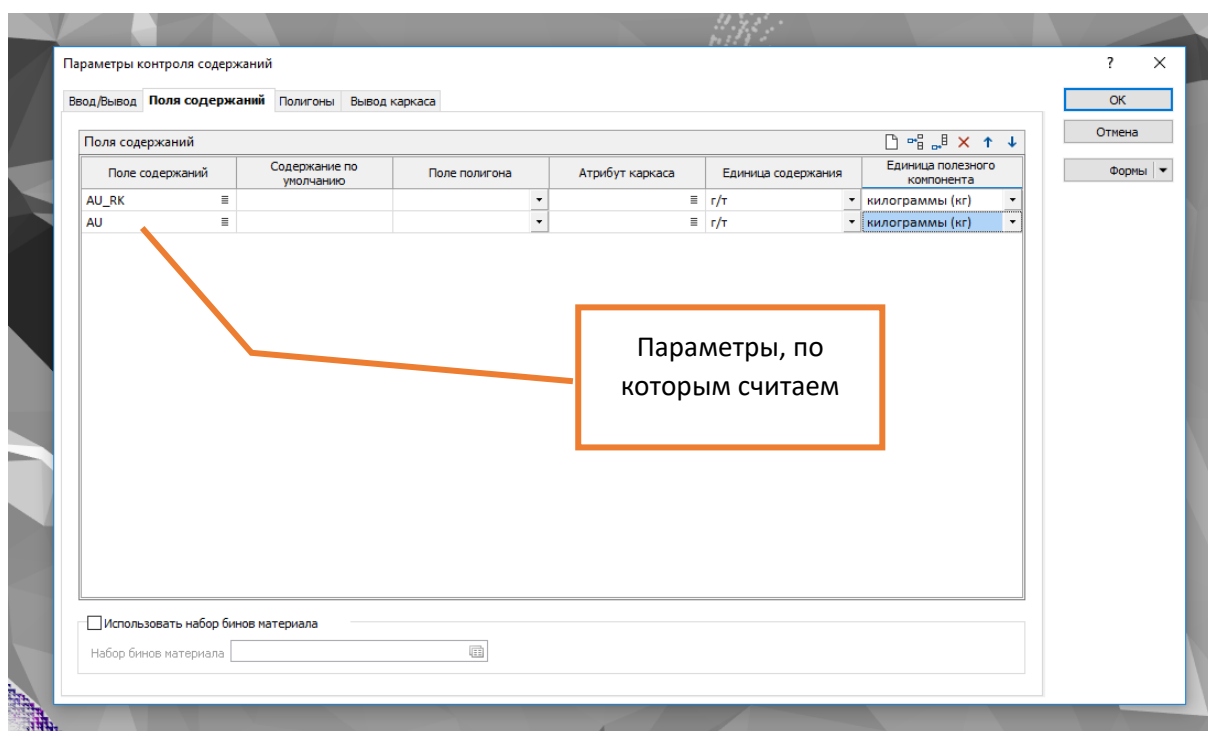 Параметры контроля содержаний
? ×
Ввод/Вывод Поля содержаний Полигоны Вывод каркаса
OK
Отмена
Формы
Поля содержаний
Поле содержаний
Содержание по
умолчанию
Поле полигона
Атрибут каркаса
Единица содержания
Единица полезного
компонента
AU_RK г/т килограммы (кг)
AU г/т килограммы (кг)
Параметры, по
которым считаем
Использовать набор бинов материала
Набор бинов материала